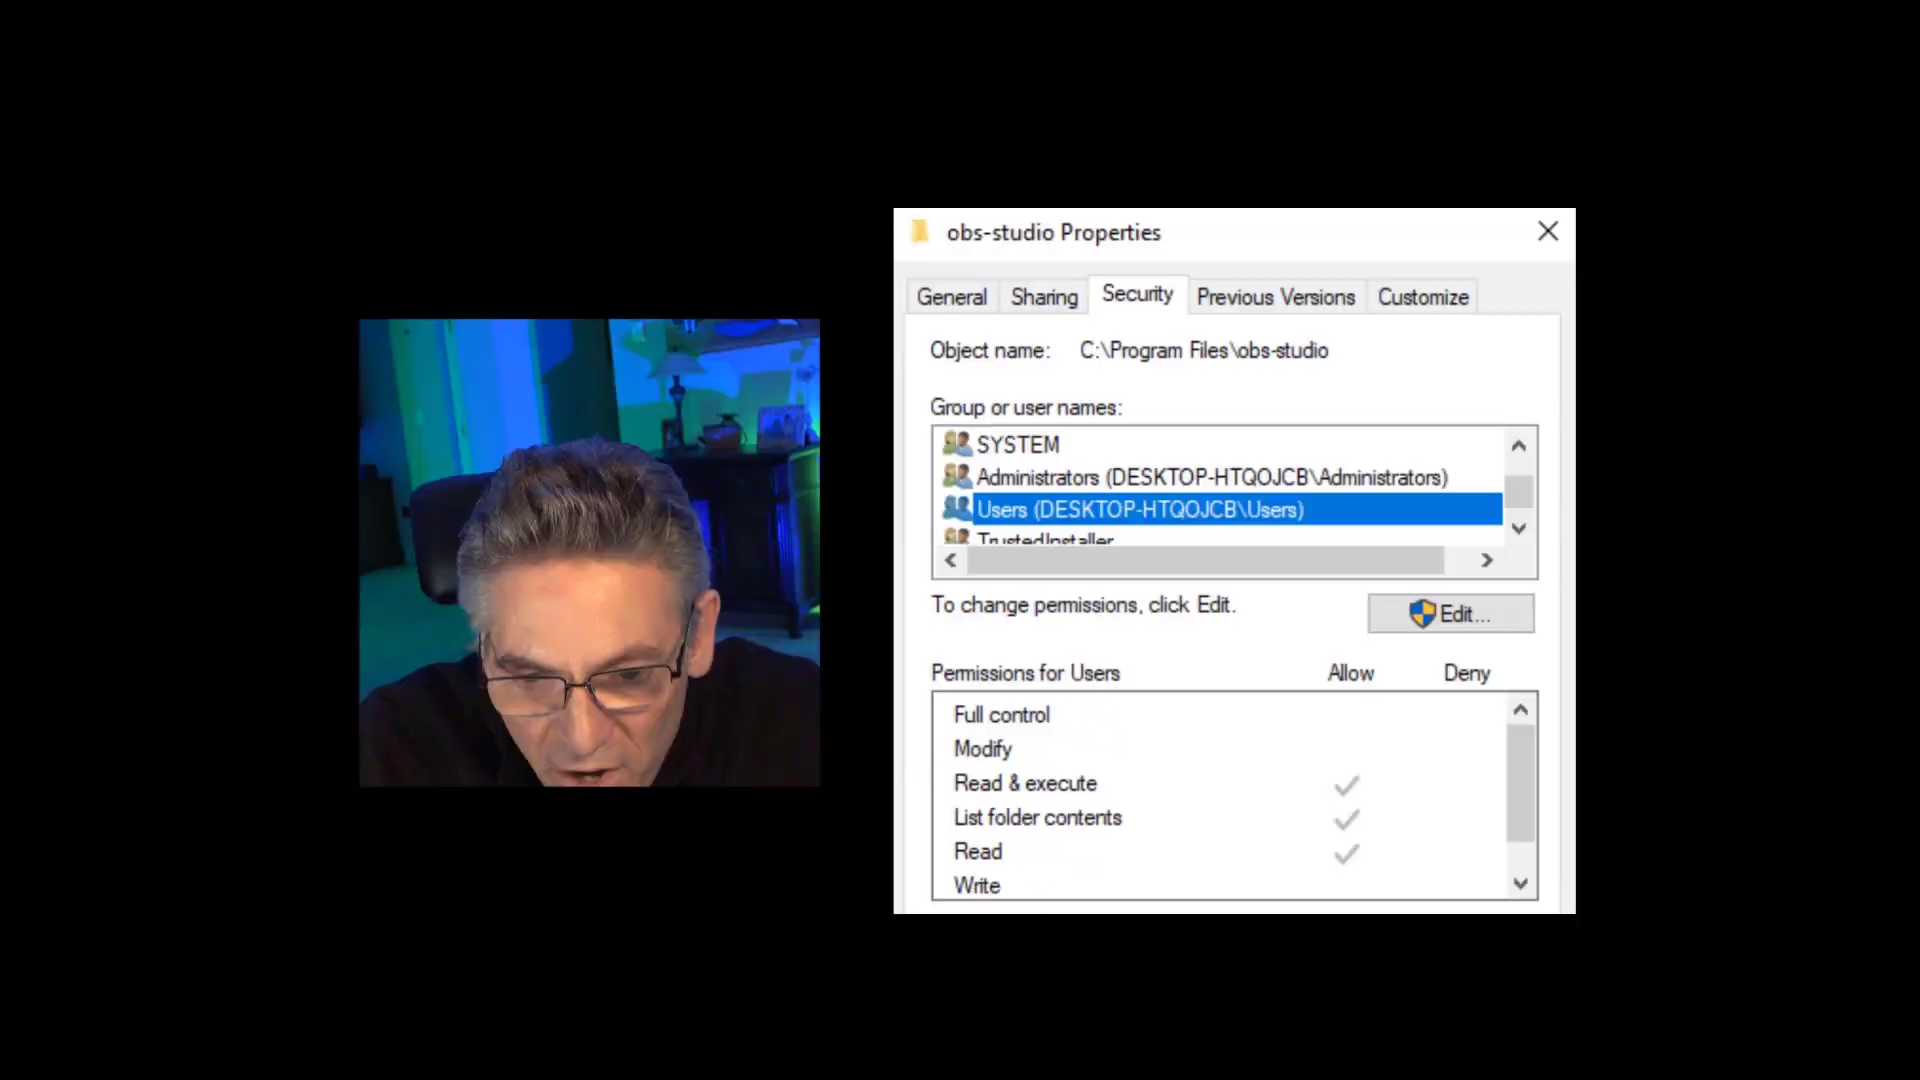 obs-studio Properties
General Sharing Security Previous Versions Customize
Object name: C:\Program Files\obs-studio
Group or user names:
SYSTEM
Administrators (DESKTOP-HTQOJCB\Administrators)
Users (DESKTOP-HTQOJCB\Users)
TrustedInstaller
To change permissions, click Edit.
Edit...
Permissions for Users Allow Deny
Full control
Modify
Read & execute
List folder contents
Read
Write